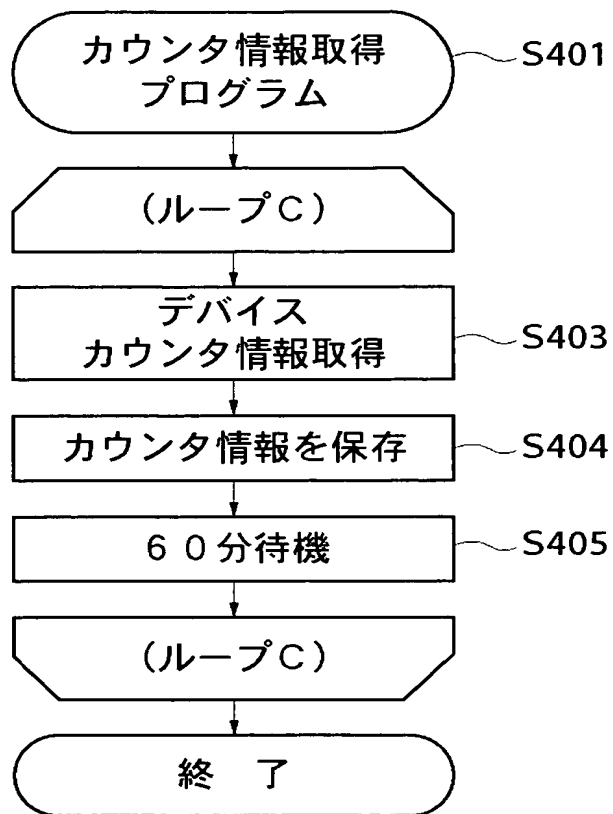 カウンタ情報取得
プログラム
S401
(ループC)
デバイス
カウンタ情報取得
S403
カウンタ情報を保存
S404
60分待機
S405
(ループC)
終 了